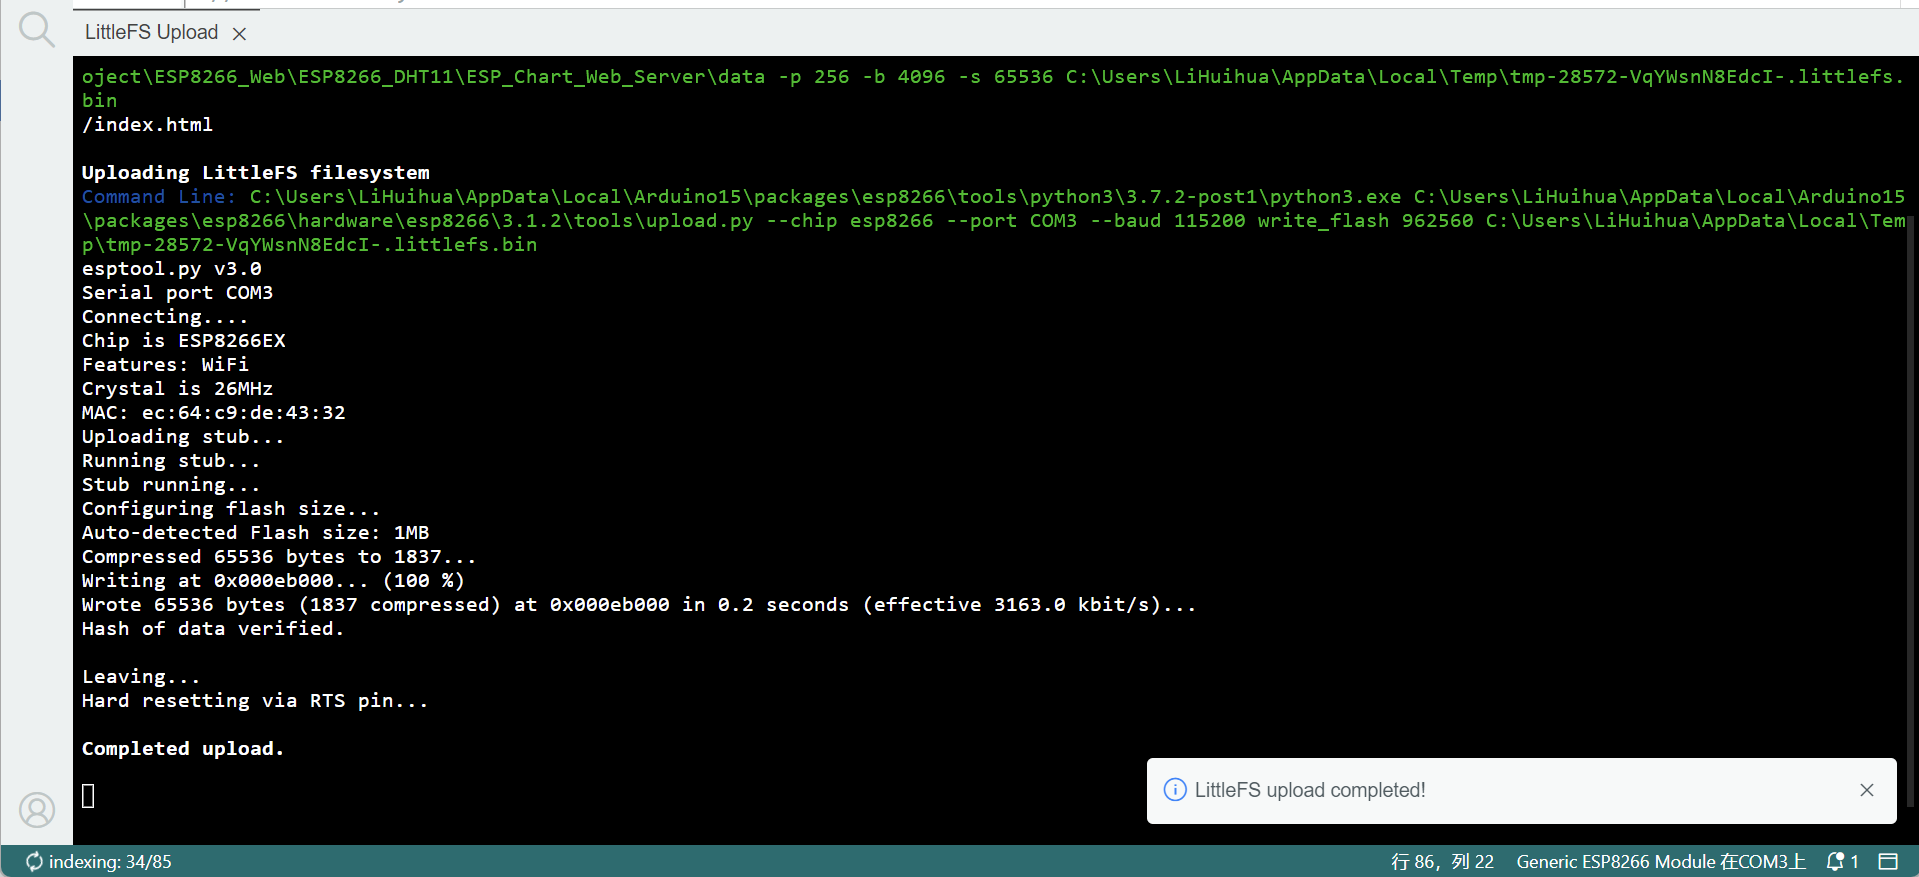 LittleFS Upload
oject\ESP8266_Web\ESP8266_DHT11\ESP_Chart_Web_Server\data -p 256 -b 4096 -s 65536 C:\Users\LiHuihua\AppData\Local\Temp\tmp-28572-VqYWsnN8EdcI-.littlefs.
bin
/index.html
Uploading LittleFS filesystem
Command Line: C:\Users\LiHuihua\AppData\Local\Arduino15\packages\esp8266\tools\python3\3.7.2-post1\python3.exe C:\Users\LiHuihua\AppData\Local\Arduino15
\packages\esp8266\hardware\esp8266\3.1.2\tools\upload.py --chip esp8266 --port COM3 --baud 115200 write_flash 962560 C:\Users\LiHuihua\AppData\Local\Tem
p\tmp-28572-VqYWsnN8EdcI-.littlefs.bin
esptool.py v3.0
Serial port COM3
Connecting....
Chip is ESP8266EX
Features: WiFi
Crystal is 26MHz
MAC: ec:64:c9:de:43:32
Uploading stub...
Running stub...
Stub running...
Configuring flash size...
Auto-detected Flash size: 1MB
Compressed 65536 bytes to 1837...
Writing at 0x000eb000... (100 %)
Wrote 65536 bytes (1837 compressed) at 0x000eb000 in 0.2 seconds (effective 3163.0 kbit/s)...
Hash of data verified.
Leaving...
Hard resetting via RTS pin...
Completed upload.
LittleFS upload completed!
indexing: 34/85
行 86，列 22 Generic ESP8266 Module 在COM3上 1